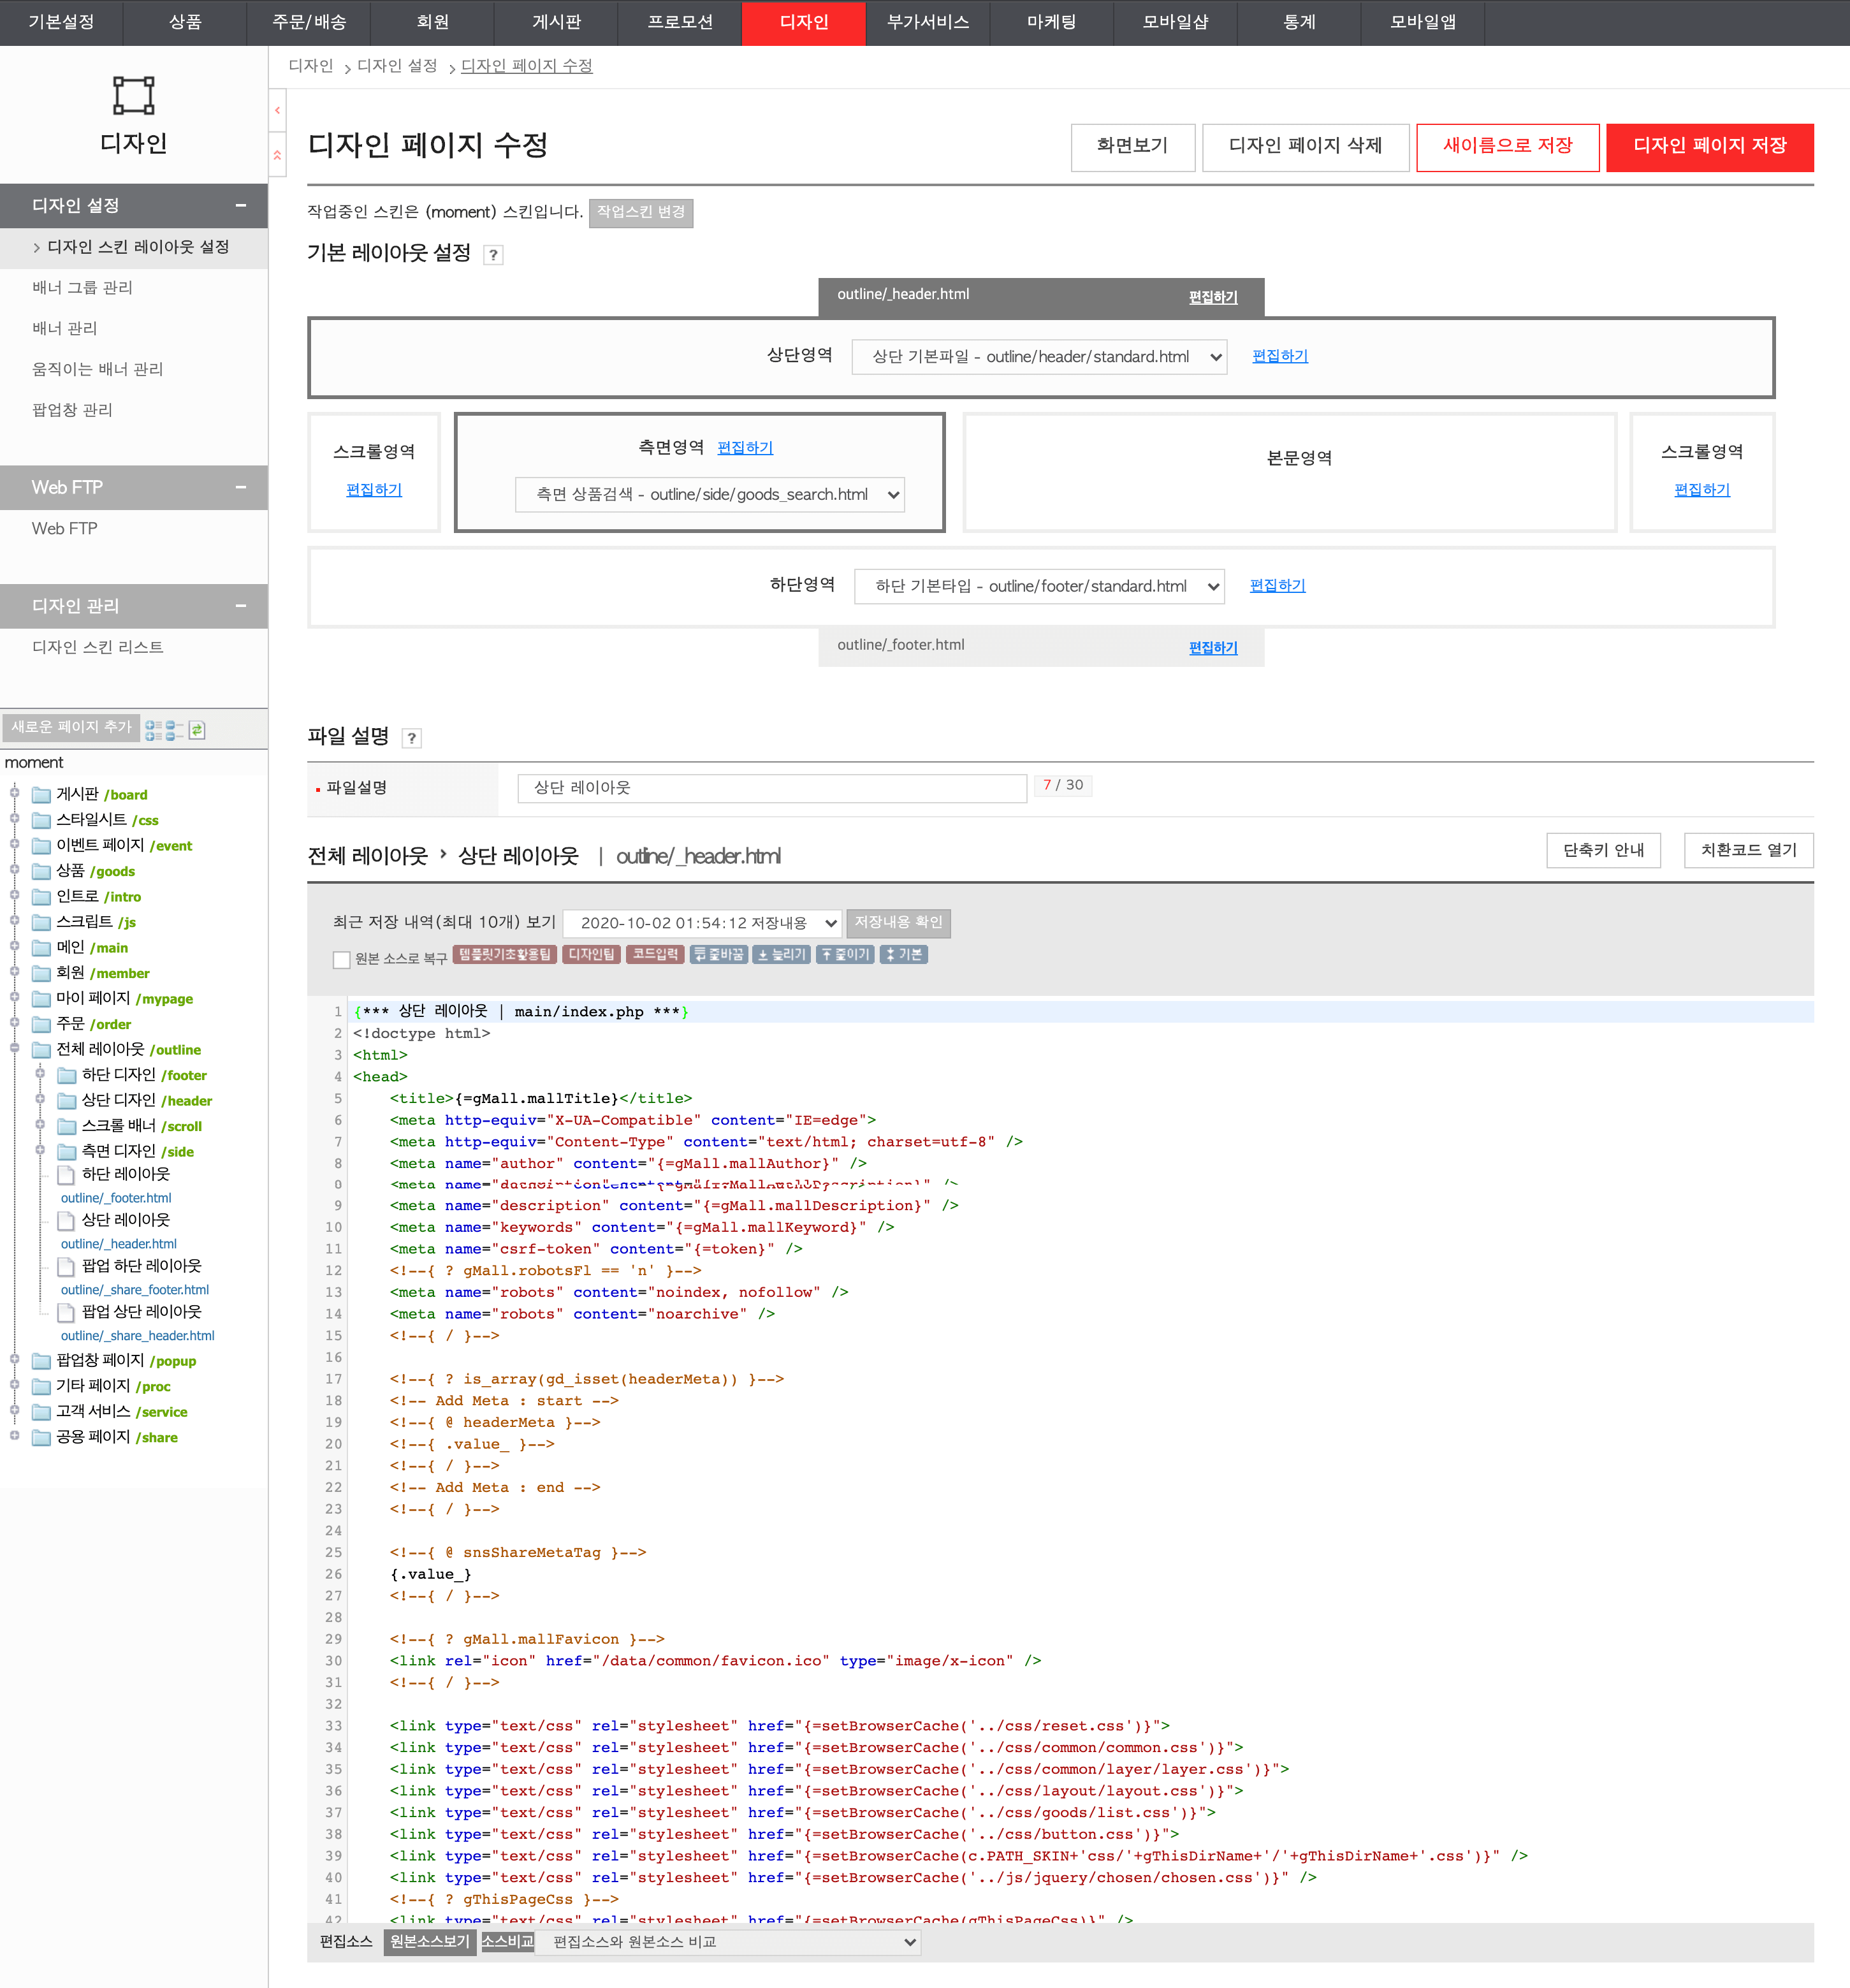 기본설정 상품 주문/배송 회원 게시판 프로모션 디자인 부가서비스 마케팅 모바일샵 통계 모바일앱
디자인 > 디자인 설정 > 디자인 페이지 수정
디자인
디자인 설정
디자인 스킨 레이아웃 설정
배너 그룹 관리
배너 관리
움직이는 배너 관리
팝업창 관리
Web FTP
Web FTP
디자인 관리
디자인 스킨 리스트
새로운 페이지 추가
moment
게시판 /board
스타일시트 /css
이벤트 페이지 /event
상품 /goods
인트로 /intro
스크립트 /js
메인 /main
회원 /member
마이 페이지 /mypage
주문 /order
전체 레이아웃 /outline
하단 디자인 /footer
상단 디자인 /header
스크롤 배너 /scroll
측면 디자인 /side
하단 레이아웃
outline/_footer.html
상단 레이아웃
outline/_header.html
팝업 하단 레이아웃
outline/_share_footer.html
팝업 상단 레이아웃
outline/_share_header.html
팝업창 페이지 /popup
기타 페이지 /proc
고객 서비스 /service
공용 페이지 /share
디자인 페이지 수정
화면보기 디자인 페이지 삭제 새이름으로 저장 디자인 페이지 저장
작업중인 스킨은 (moment) 스킨입니다. 작업스킨 변경
기본 레이아웃 설정 ?
outline/_header.html 편집하기
상단영역 상단 기본파일 - outline/header/standard.html 편집하기
스크롤영역
편집하기
측면영역 편집하기
측면 상품검색 - outline/side/goods_search.html
본문영역
스크롤영역
편집하기
하단영역 하단 기본타입 - outline/footer/standard.html 편집하기
outline/_footer.html 편집하기
파일 설명 ?
파일설명 상단 레이아웃 7 / 30
전체 레이아웃 > 상단 레이아웃 | outline/_header.html
단축키 안내 치환코드 열기
최근 저장 내역(최대 10개) 보기 2020-10-02 01:54:12 저장내용 저장내용 확인
원본 소스로 복구 템플릿기초활용팁 디자인팁 코드입력 줄바꿈 늘리기 줄이기 기본
1 {*** 상단 레이아웃 | main/index.php ***}
2 <!doctype html>
3 <html>
4 <head>
5 <title>{=gMall.mallTitle}</title>
6 <meta http-equiv="X-UA-Compatible" content="IE=edge">
7 <meta http-equiv="Content-Type" content="text/html; charset=utf-8" />
8 <meta name="author" content="{=gMall.mallAuthor}" />
9 <meta name="description" content="{=gMall.mallDescription}" />
10 <meta name="keywords" content="{=gMall.mallKeyword}" />
11 <meta name="csrf-token" content="{=token}" />
12 <!--{ ? gMall.robotsFl == 'n' }-->
13 <meta name="robots" content="noindex, nofollow" />
14 <meta name="robots" content="noarchive" />
15 <!--{ / }-->
16
17 <!--{ ? is_array(gd_isset(headerMeta)) }-->
18 <!-- Add Meta : start -->
19 <!--{ @ headerMeta }-->
20 <!--{ .value_ }-->
21 <!--{ / }-->
22 <!-- Add Meta : end -->
23 <!--{ / }-->
24
25 <!--{ @ snsShareMetaTag }-->
26 {.value_}
27 <!--{ / }-->
28
29 <!--{ ? gMall.mallFavicon }-->
30 <link rel="icon" href="/data/common/favicon.ico" type="image/x-icon" />
31 <!--{ / }-->
32
33 <link type="text/css" rel="stylesheet" href="{=setBrowserCache('../css/reset.css')}">
34 <link type="text/css" rel="stylesheet" href="{=setBrowserCache('../css/common/common.css')}">
35 <link type="text/css" rel="stylesheet" href="{=setBrowserCache('../css/common/layer/layer.css')}">
36 <link type="text/css" rel="stylesheet" href="{=setBrowserCache('../css/layout/layout.css')}">
37 <link type="text/css" rel="stylesheet" href="{=setBrowserCache('../css/goods/list.css')}">
38 <link type="text/css" rel="stylesheet" href="{=setBrowserCache('../css/button.css')}">
39 <link type="text/css" rel="stylesheet" href="{=setBrowserCache(c.PATH_SKIN+'css/'+gThisDirName+'/'+gThisDirName+'.css')}" />
40 <link type="text/css" rel="stylesheet" href="{=setBrowserCache('../js/jquery/chosen/chosen.css')}" />
41 <!--{ ? gThisPageCss }-->
42 <link type="text/css" rel="stylesheet" href="{=setBrowserCache(gThisPageCss)}" />
편집소스 원본소스보기 소스비교 편집소스와 원본소스 비교